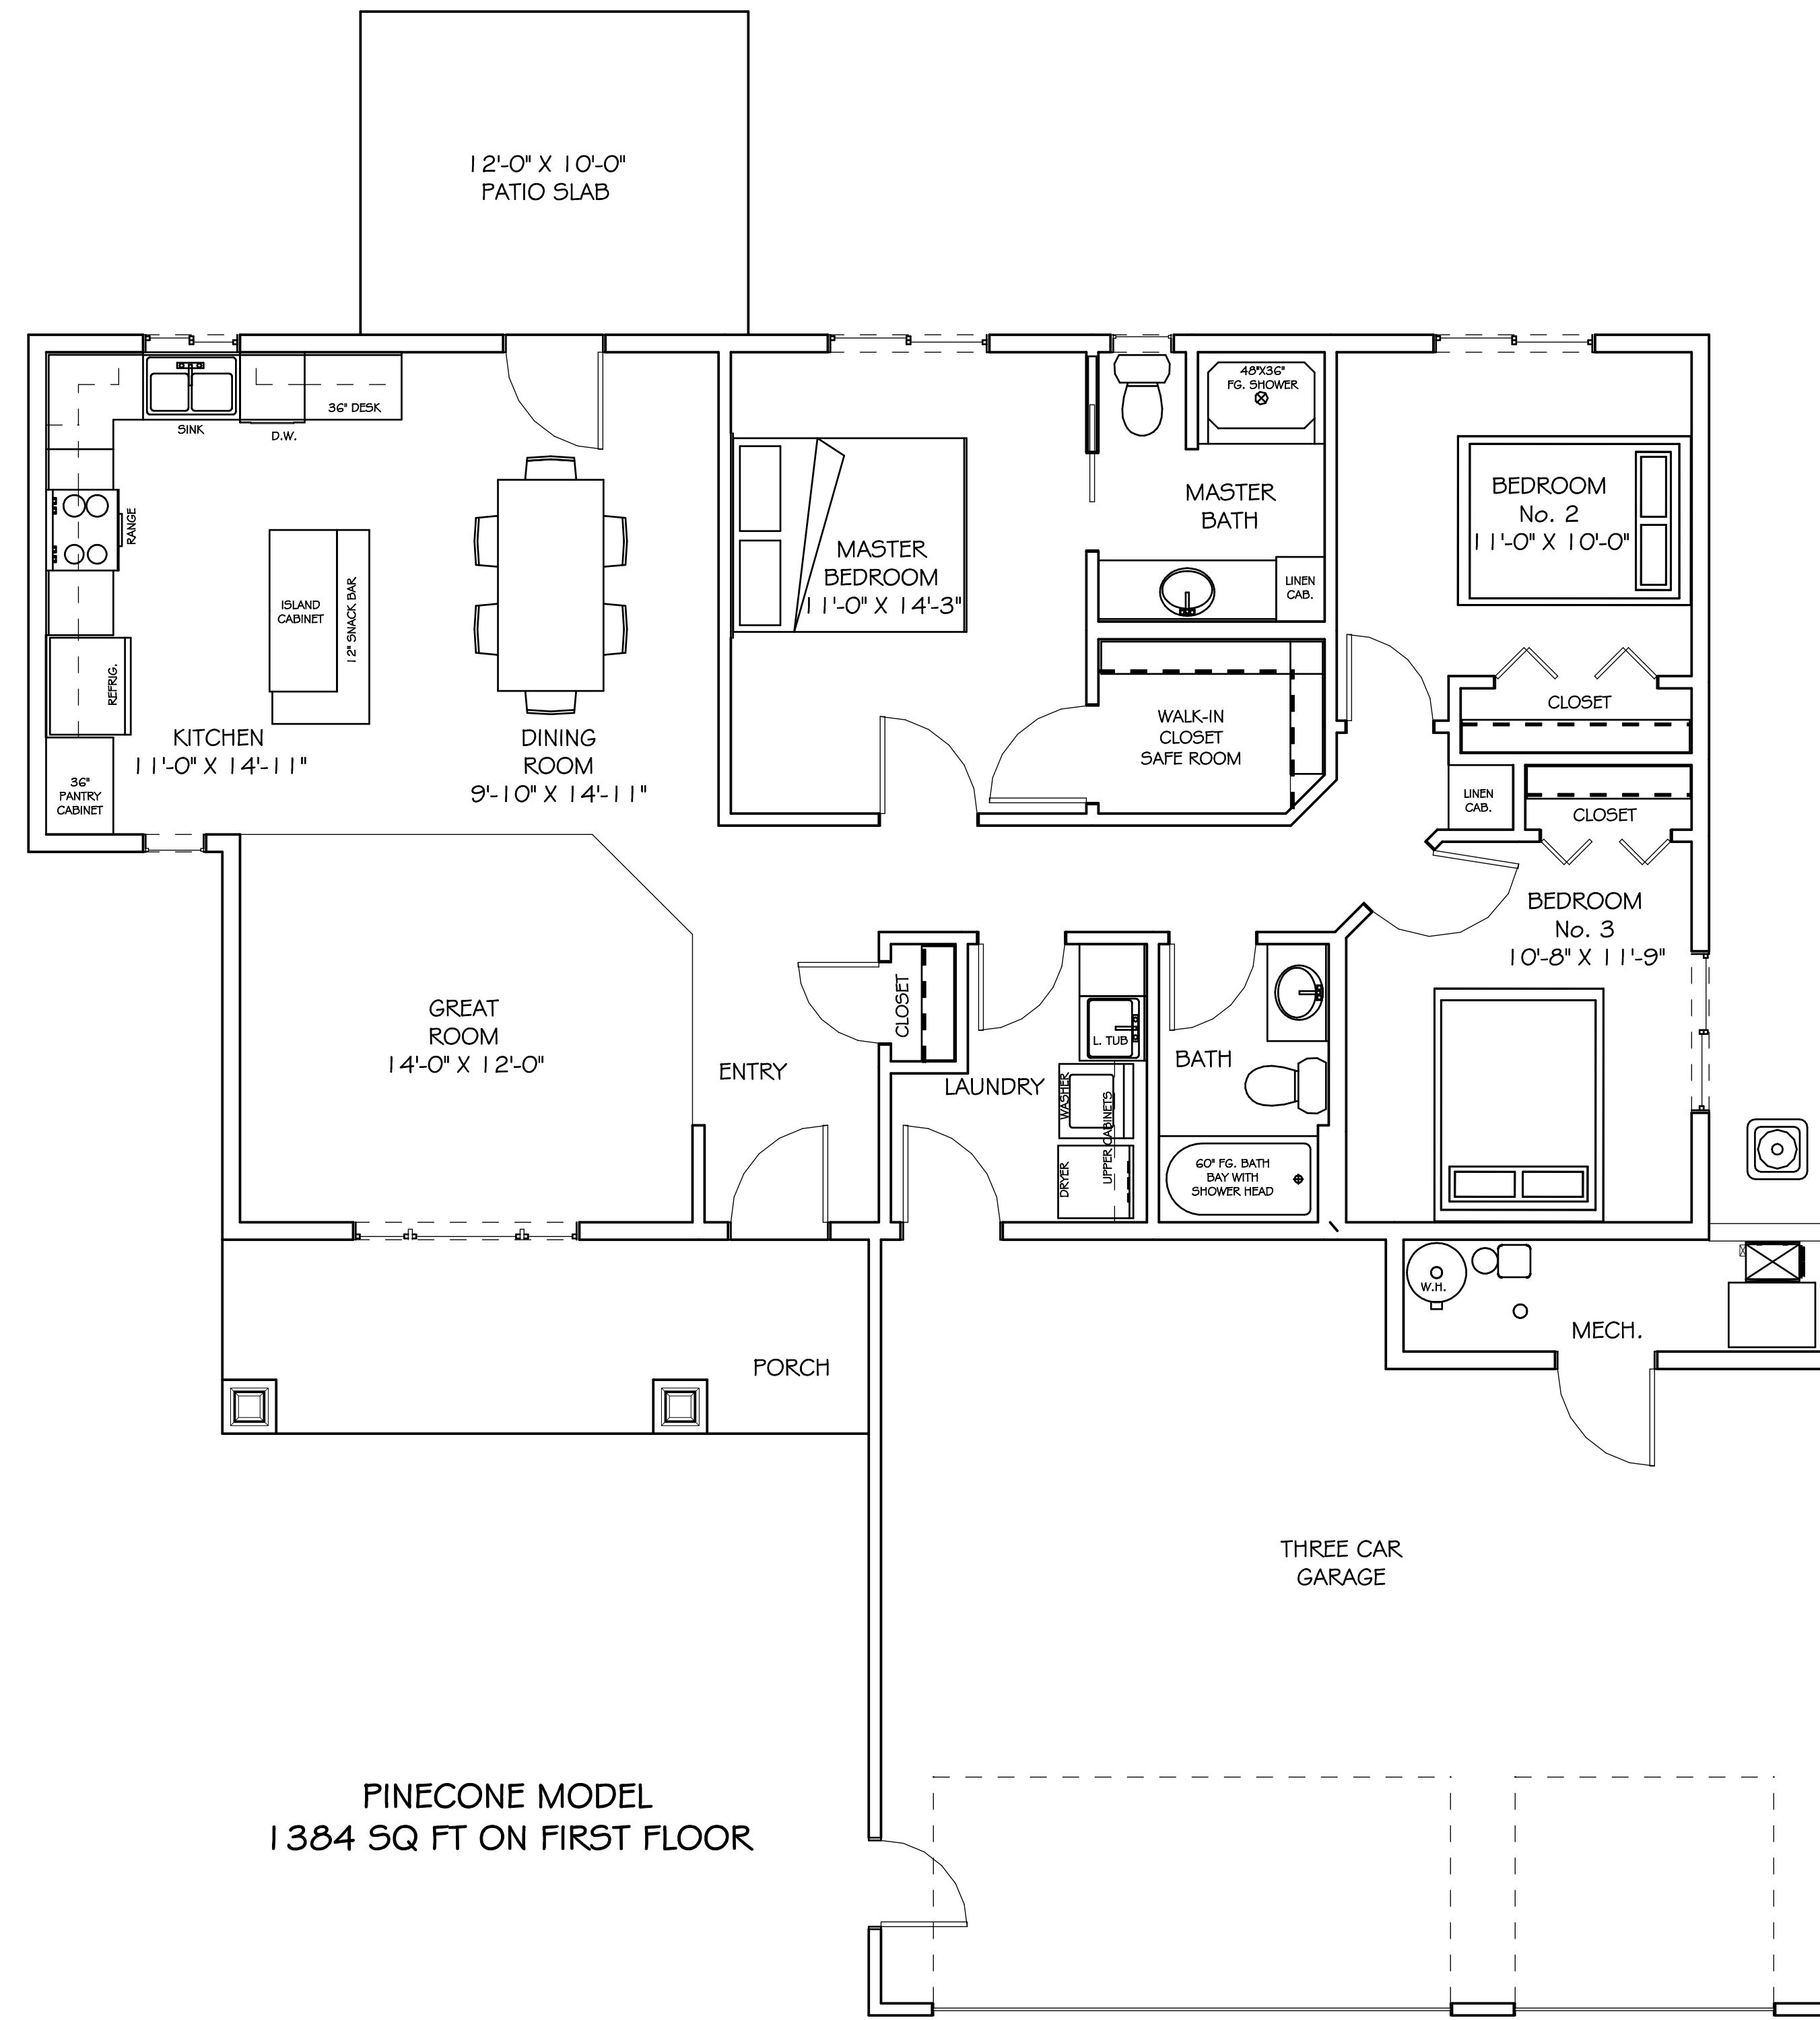 12'-0" X 10'-0"
PATIO SLAB
SINK
D.W.
36" DESK
RANGE
ISLAND
CABINET
12" SNACK BAR
REFRIG.
KITCHEN
11'-0" X 14'-11"
36"
PANTRY
CABINET
DINING
ROOM
9'-10" X 14'-11"
MASTER
BEDROOM
11'-0" X 14'-3"
48"X36"
FG. SHOWER
MASTER
BATH
LINEN
CAB.
WALK-IN
CLOSET
SAFE ROOM
BEDROOM
No. 2
11'-0" X 10'-0"
CLOSET
LINEN
CAB.
CLOSET
BEDROOM
No. 3
10'-8" X 11'-9"
GREAT
ROOM
14'-0" X 12'-0"
ENTRY
CLOSET
LAUNDRY
L. TUB
WASHER
UPPER CABINETS
DRYER
BATH
60" FG. BATH
BAY WITH
SHOWER HEAD
W.H.
MECH.
PORCH
THREE CAR
GARAGE
PINECONE MODEL
1384 SQ FT ON FIRST FLOOR